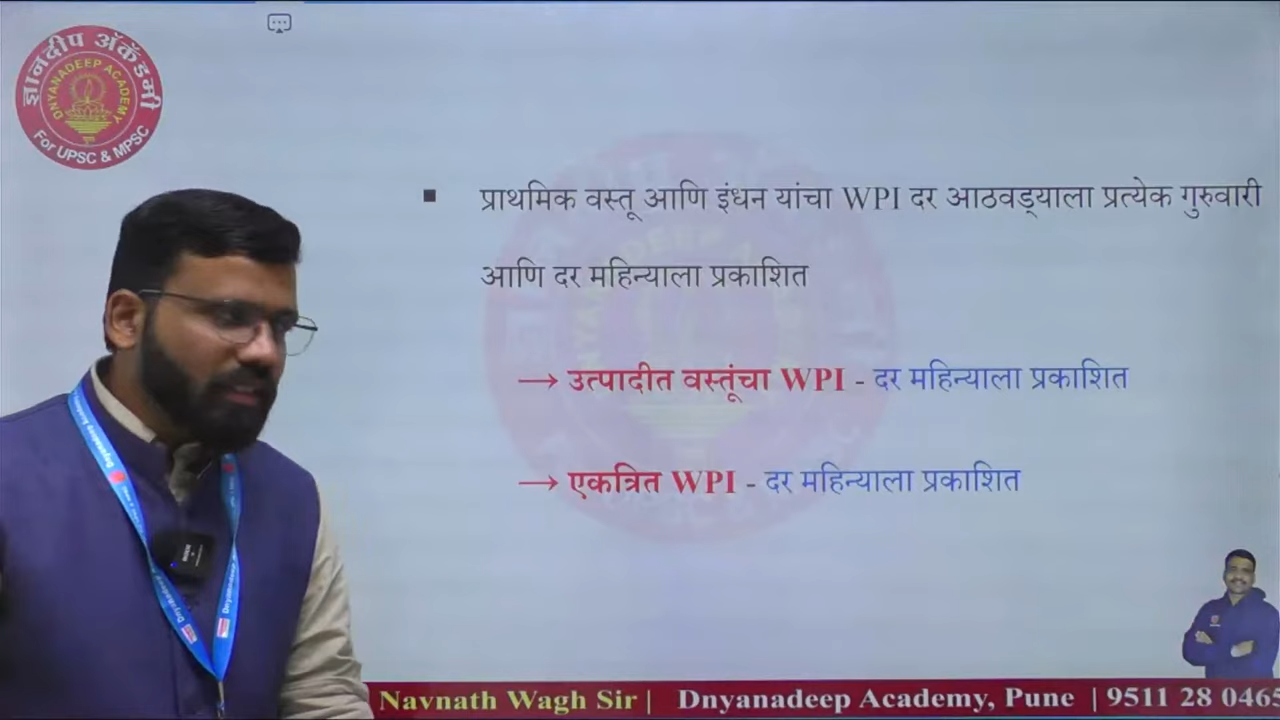 ज्ञानदीप अ‍ॅकॅडमी
DNYANADEEP ACADEMY
पुणे
For UPSC & MPSC
▪ प्राथमिक वस्तू आणि इंधन यांचा WPI दर आठवड्याला प्रत्येक गुरुवारी
आणि दर महिन्याला प्रकाशित
→ उत्पादीत वस्तूंचा WPI - दर महिन्याला प्रकाशित
→ एकत्रित WPI - दर महिन्याला प्रकाशित
Navnath Wagh Sir | Dnyanadeep Academy, Pune | 9511 28 0465